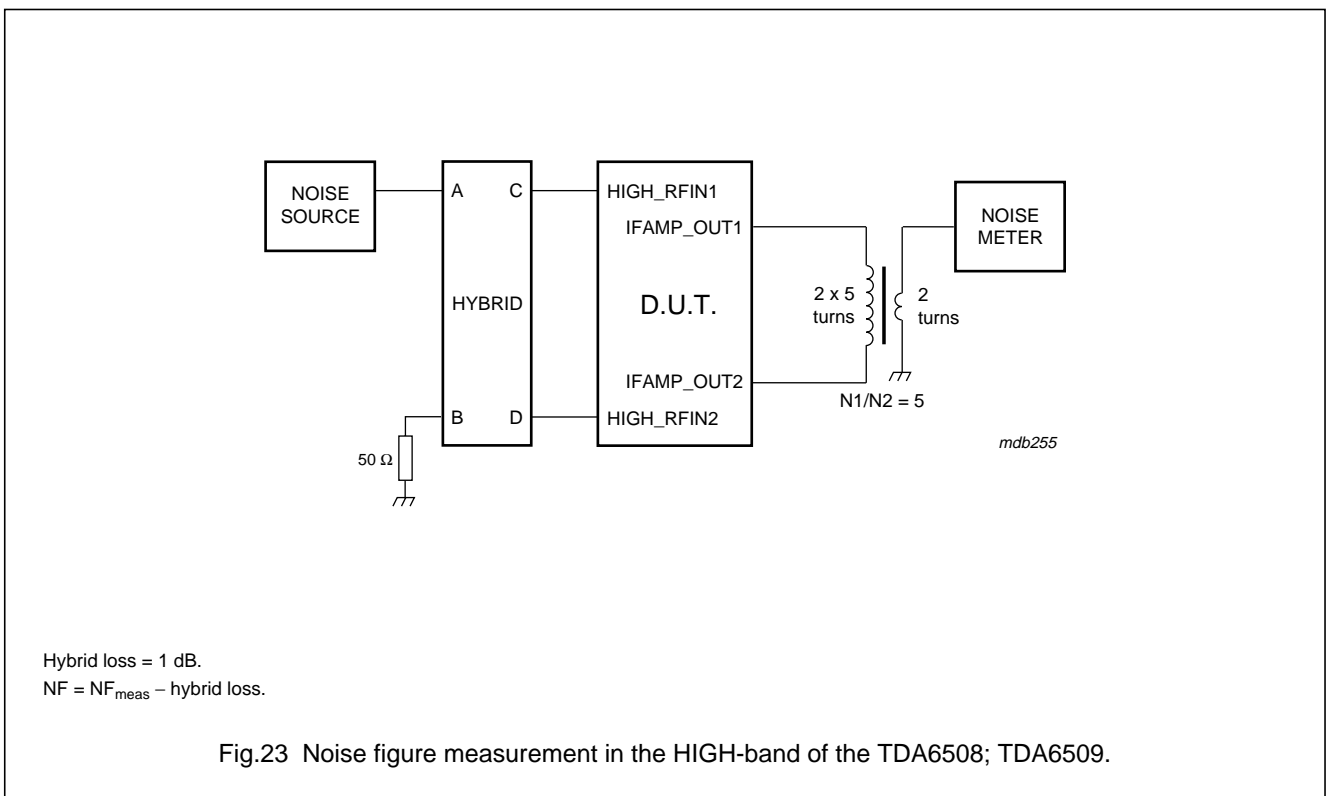 NOISE
SOURCE
A
C
HYBRID
B
D
50 Ω
HIGH_RFIN1
IFAMP_OUT1
D.U.T.
IFAMP_OUT2
HIGH_RFIN2
2 x 5
turns
2
turns
N1/N2 = 5
NOISE
METER
mdb255
Hybrid loss = 1 dB.
NF = NFmeas – hybrid loss.
Fig.23 Noise figure measurement in the HIGH-band of the TDA6508; TDA6509.